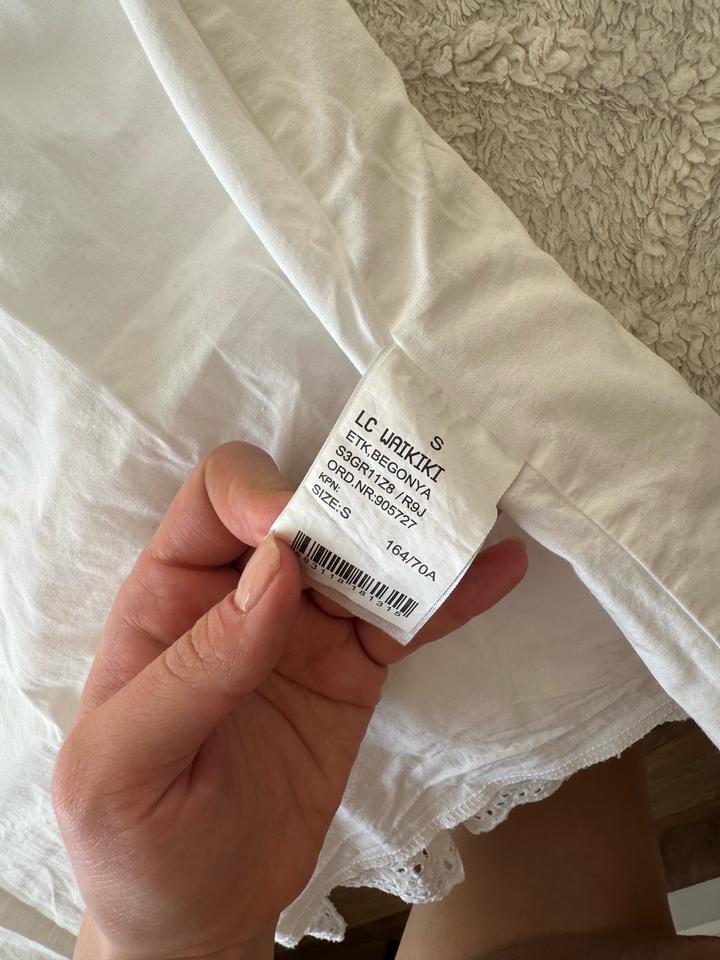 S
LC WAIKIKI
ETK,BEGONYA
S3GR11Z8 /R9J
ORD.NR:905727
KPN:
SIZE:S
164/70A